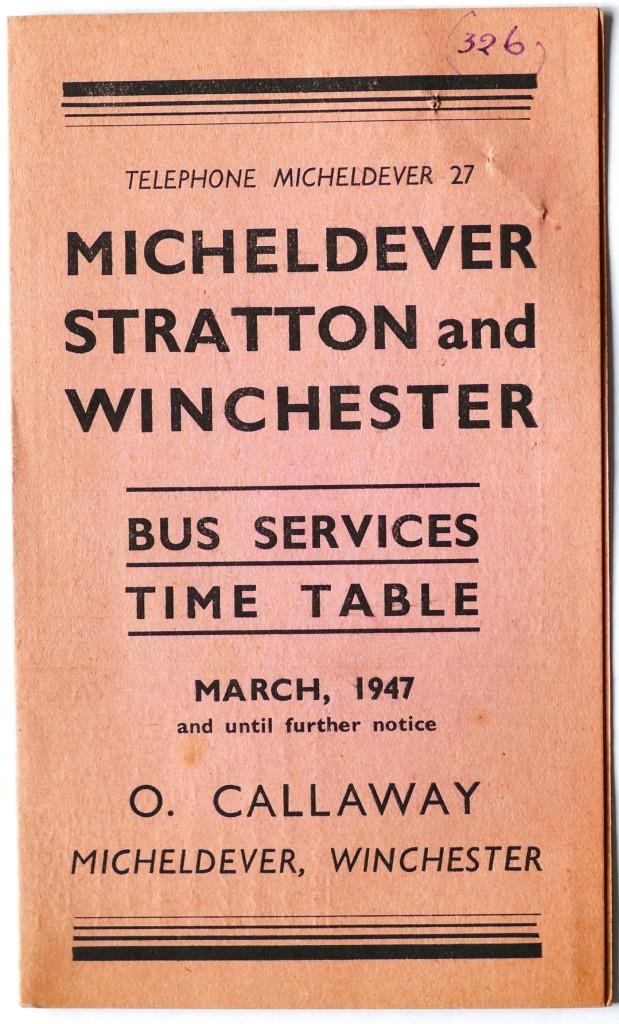 (326)
TELEPHONE MICHELDEVER 27
MICHELDEVER
STRATTON and
WINCHESTER
BUS SERVICES
TIME TABLE
MARCH, 1947
and until further notice
O. CALLAWAY
MICHELDEVER, WINCHESTER